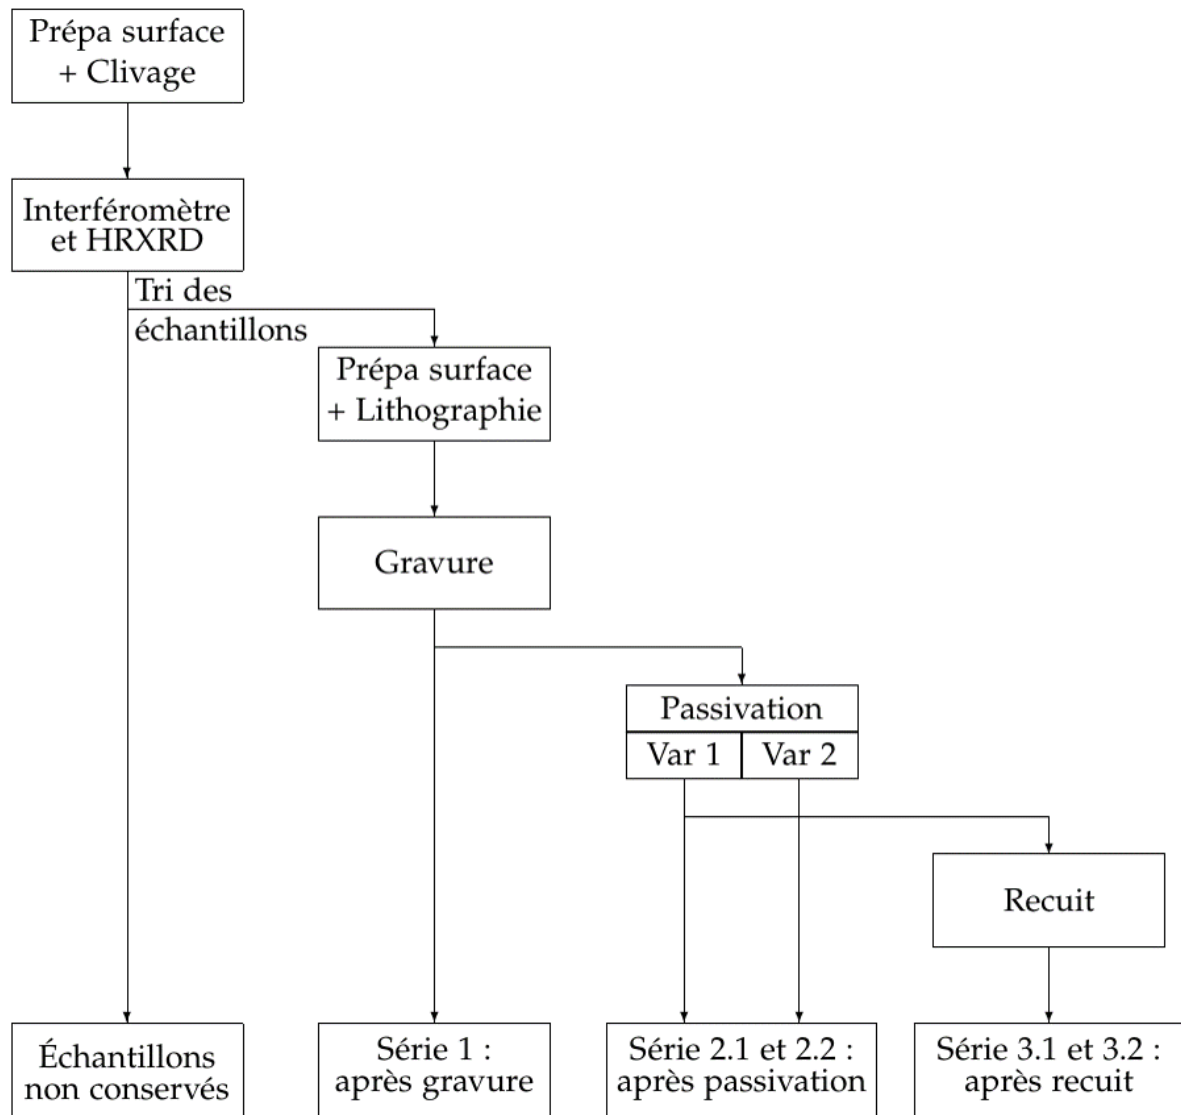 Prépa surface
+ Clivage
Interféromètre
et HRXRD
Tri des
échantillons
Prépa surface
+ Lithographie
Gravure
Passivation
Var 1
Var 2
Recuit
Échantillons
non conservés
Série 1 :
après gravure
Série 2.1 et 2.2 :
après passivation
Série 3.1 et 3.2 :
après recuit